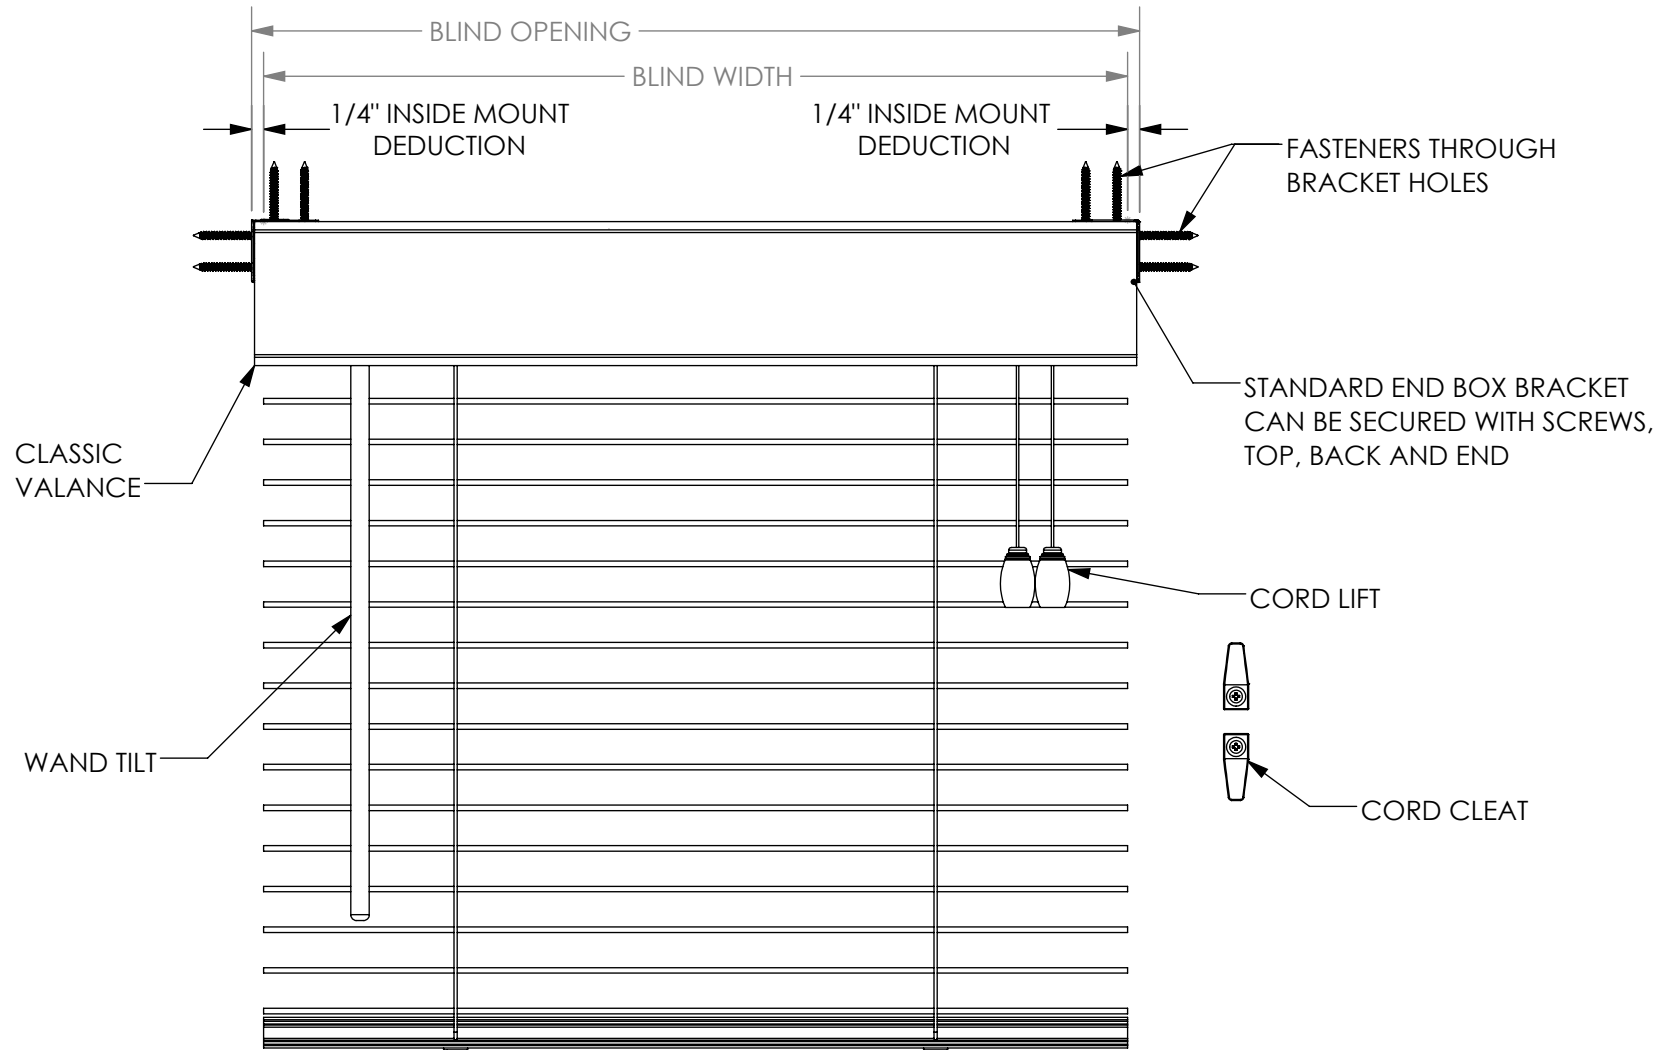 BLIND OPENING
BLIND WIDTH
1/4" INSIDE MOUNT
DEDUCTION
1/4" INSIDE MOUNT
DEDUCTION
FASTENERS THROUGH
BRACKET HOLES
STANDARD END BOX BRACKET
CAN BE SECURED WITH SCREWS,
TOP, BACK AND END
CLASSIC
VALANCE
CORD LIFT
WAND TILT
CORD CLEAT